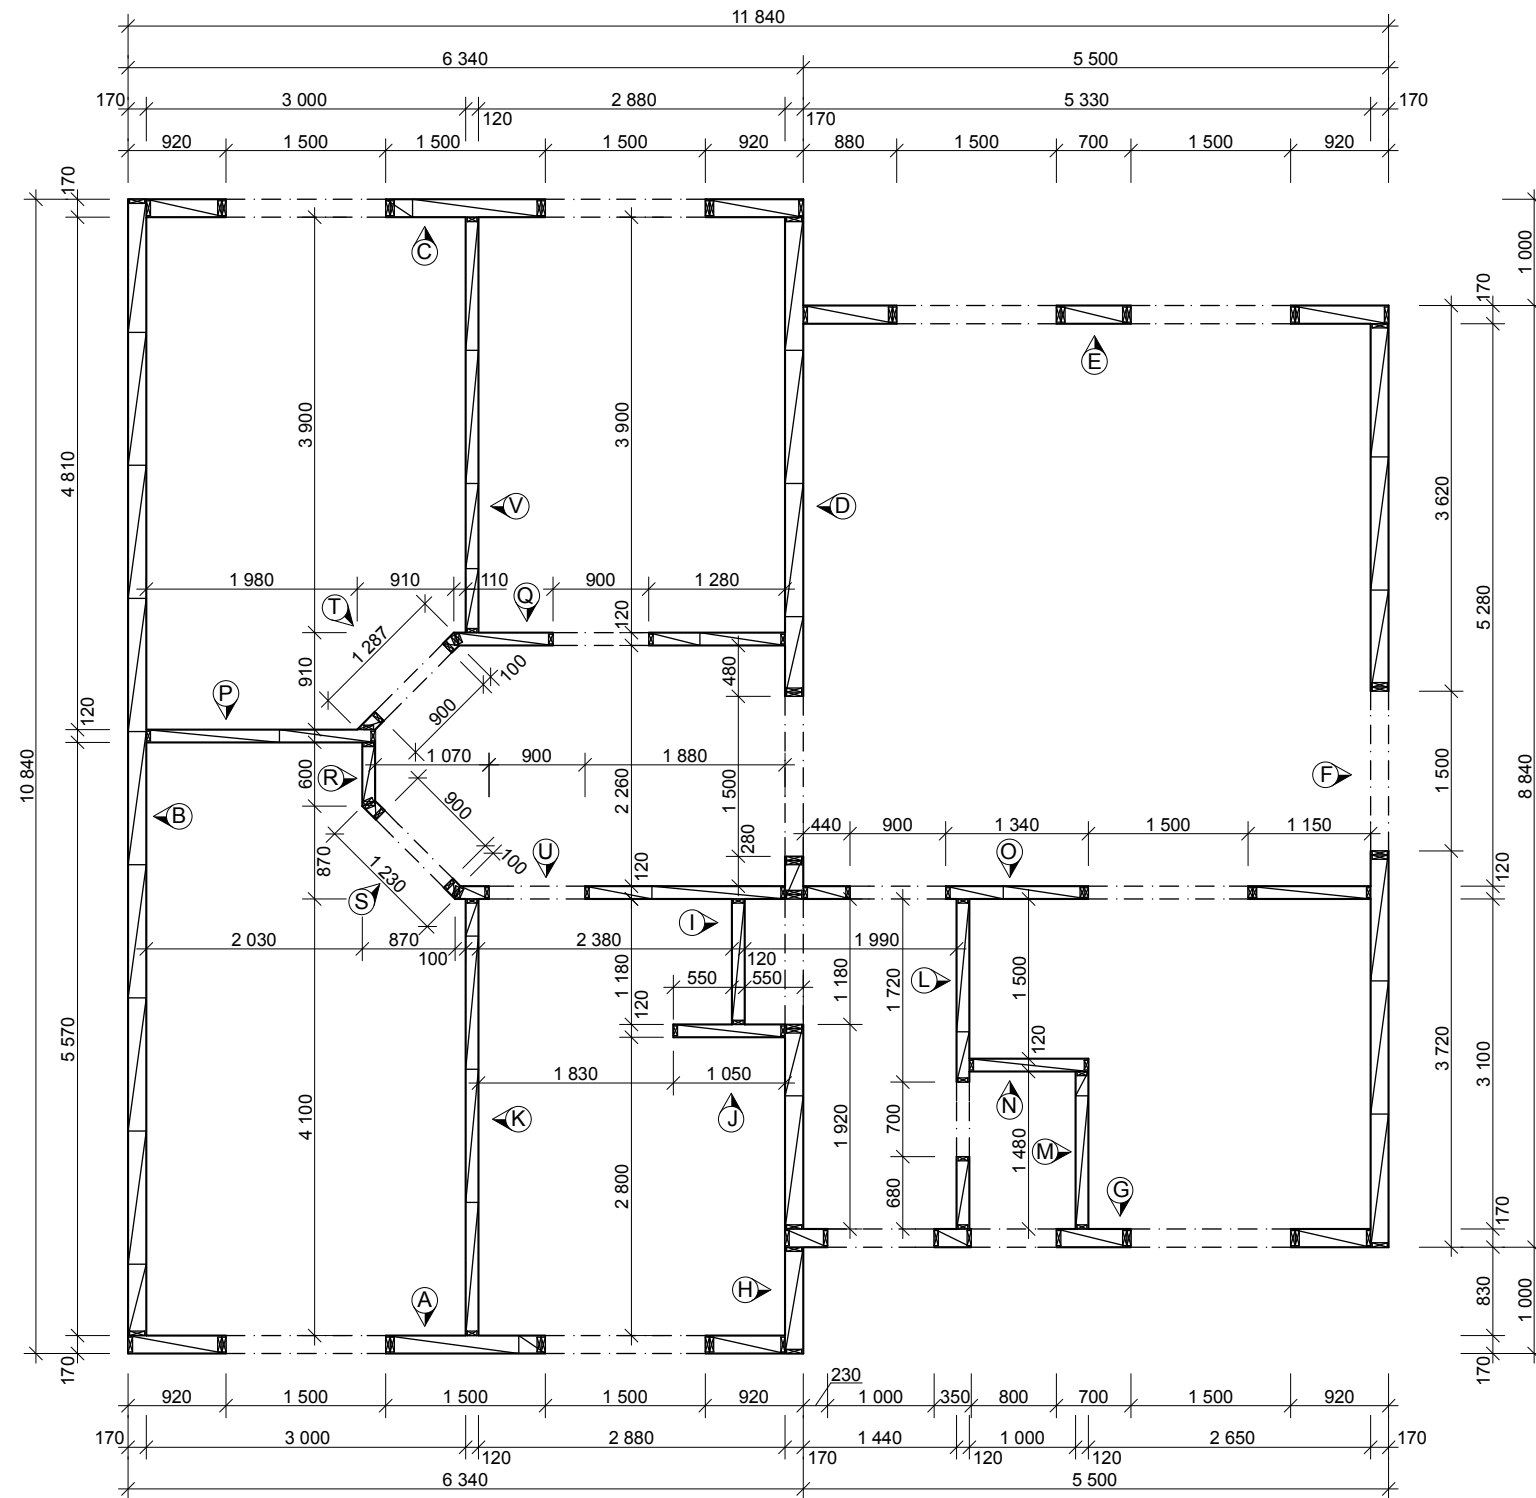 11 840
6 340 5 500
170 3 000 120 2 880 170 5 330 170
920 1 500 1 500 1 500 920 880 1 500 700 1 500 920
170
170
1 000
C
E
3 900
3 900
4 810
V
D
3 620
5 280
1 980 910 110 900 1 280
T
Q
120
1 287
100
910
480
900
P
120
1 070 900 1 880
R
600
2 260
1 500
F
1 500
10 840
8 840
B
900
440 900 1 340 1 500 1 150
280
870
1 230
100
U
O
120
120
S
I
2 030 870 100 2 380 120 1 990
550 550
1 180
1 180
1 720
L
1 500
120
120
3 720
3 100
5 570
1 830 1 050
4 100
K
J
N
1 920
700
1 480
M
2 800
680
G
170
H
A
830
1 000
170
170
230
920 1 500 1 500 1 500 920 1 000 350 800 700 1 500 920
170 3 000 120 2 880 170 1 440 120 1 000 120 2 650 170
6 340 5 500